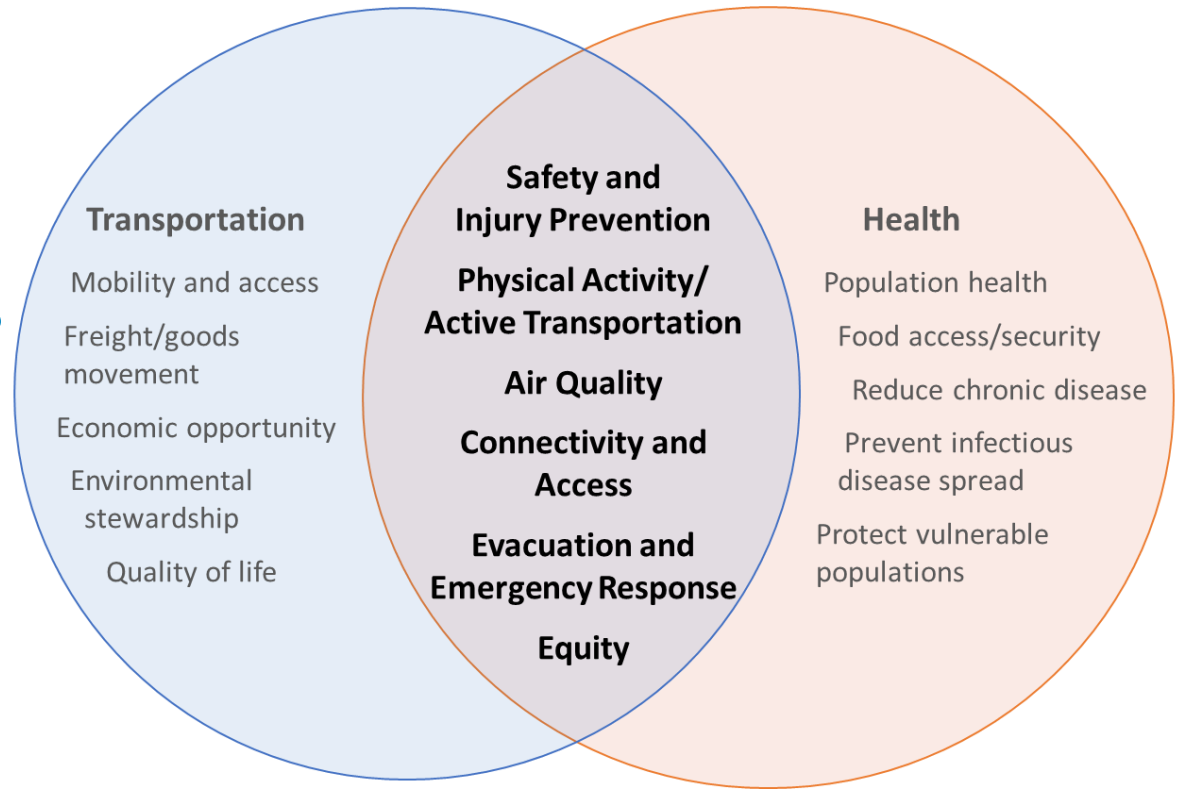 Transportation
Mobility and access
Freight/goods
movement
Economic opportunity
Environmental
stewardship
Quality of life
Safety and
Injury Prevention
Physical Activity/
Active Transportation
Air Quality
Connectivity and
Access
Evacuation and
Emergency Response
Equity
Health
Population health
Food access/security
Reduce chronic disease
Prevent infectious
disease spread
Protect vulnerable
populations